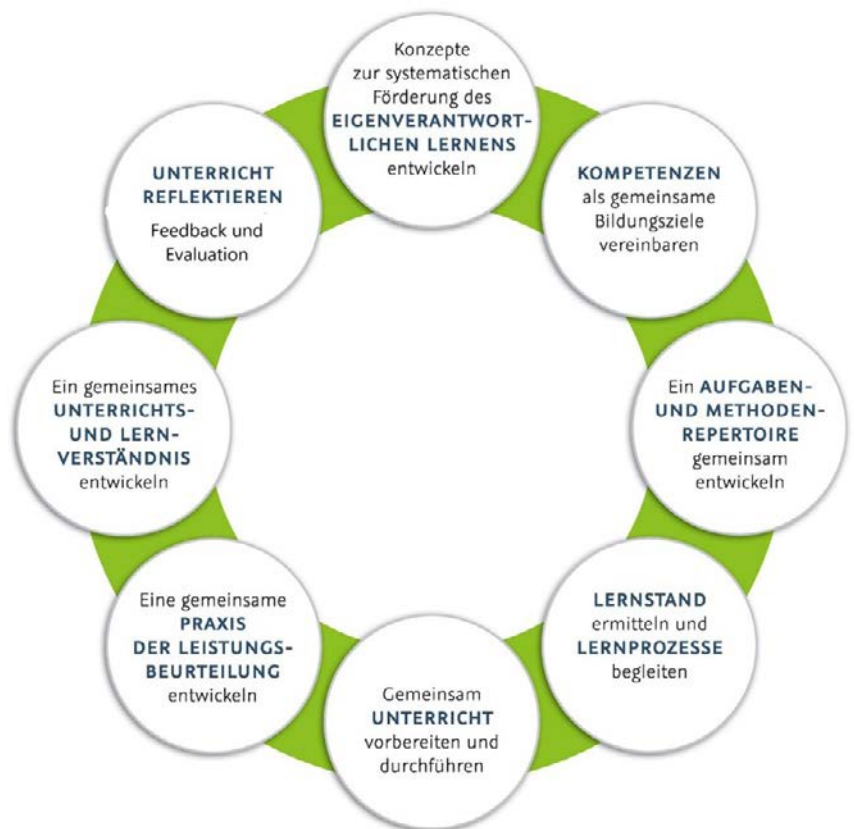 Konzepte
zur systematischen
Förderung des
EIGENVERANTWORT-
LICHEN LERNENS
entwickeln
KOMPETENZEN
als gemeinsame
Bildungsziele
vereinbaren
Ein AUFGABEN-
UND METHODEN-
REPERTOIRE
gemeinsam
entwickeln
LERNSTAND
ermitteln und
LERNPROZESSE
begleiten
Gemeinsam
UNTERRICHT
vorbereiten und
durchführen
Eine gemeinsame
PRAXIS
DER LEISTUNGS-
BEURTEILUNG
entwickeln
Ein gemeinsames
UNTERRICHTS-
UND LERN-
VERSTÄNDNIS
entwickeln
UNTERRICHT
REFLEKTIEREN
Feedback und
Evaluation